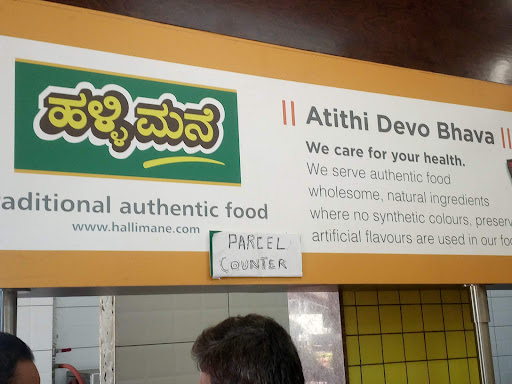 ಹಳ್ಳಿಮನೆ
raditional authentic food
www.hallimane.com
|| Atithi Devo Bhava ||
We care for your health.
We serve authentic food
wholesome, natural ingredients
where no synthetic colours, preserv
artificial flavours are used in our foo
PARCEL
COUNTER